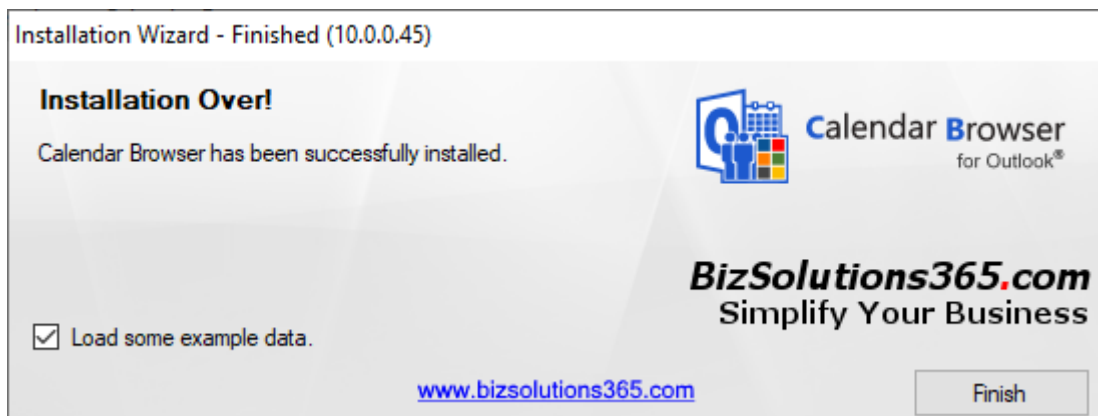 Installation Wizard - Finished (10.0.0.45)
Installation Over!
Calendar Browser has been successfully installed.
Calendar Browser
for Outlook®
BizSolutions365.com
Simplify Your Business
Load some example data.
www.bizsolutions365.com
Finish